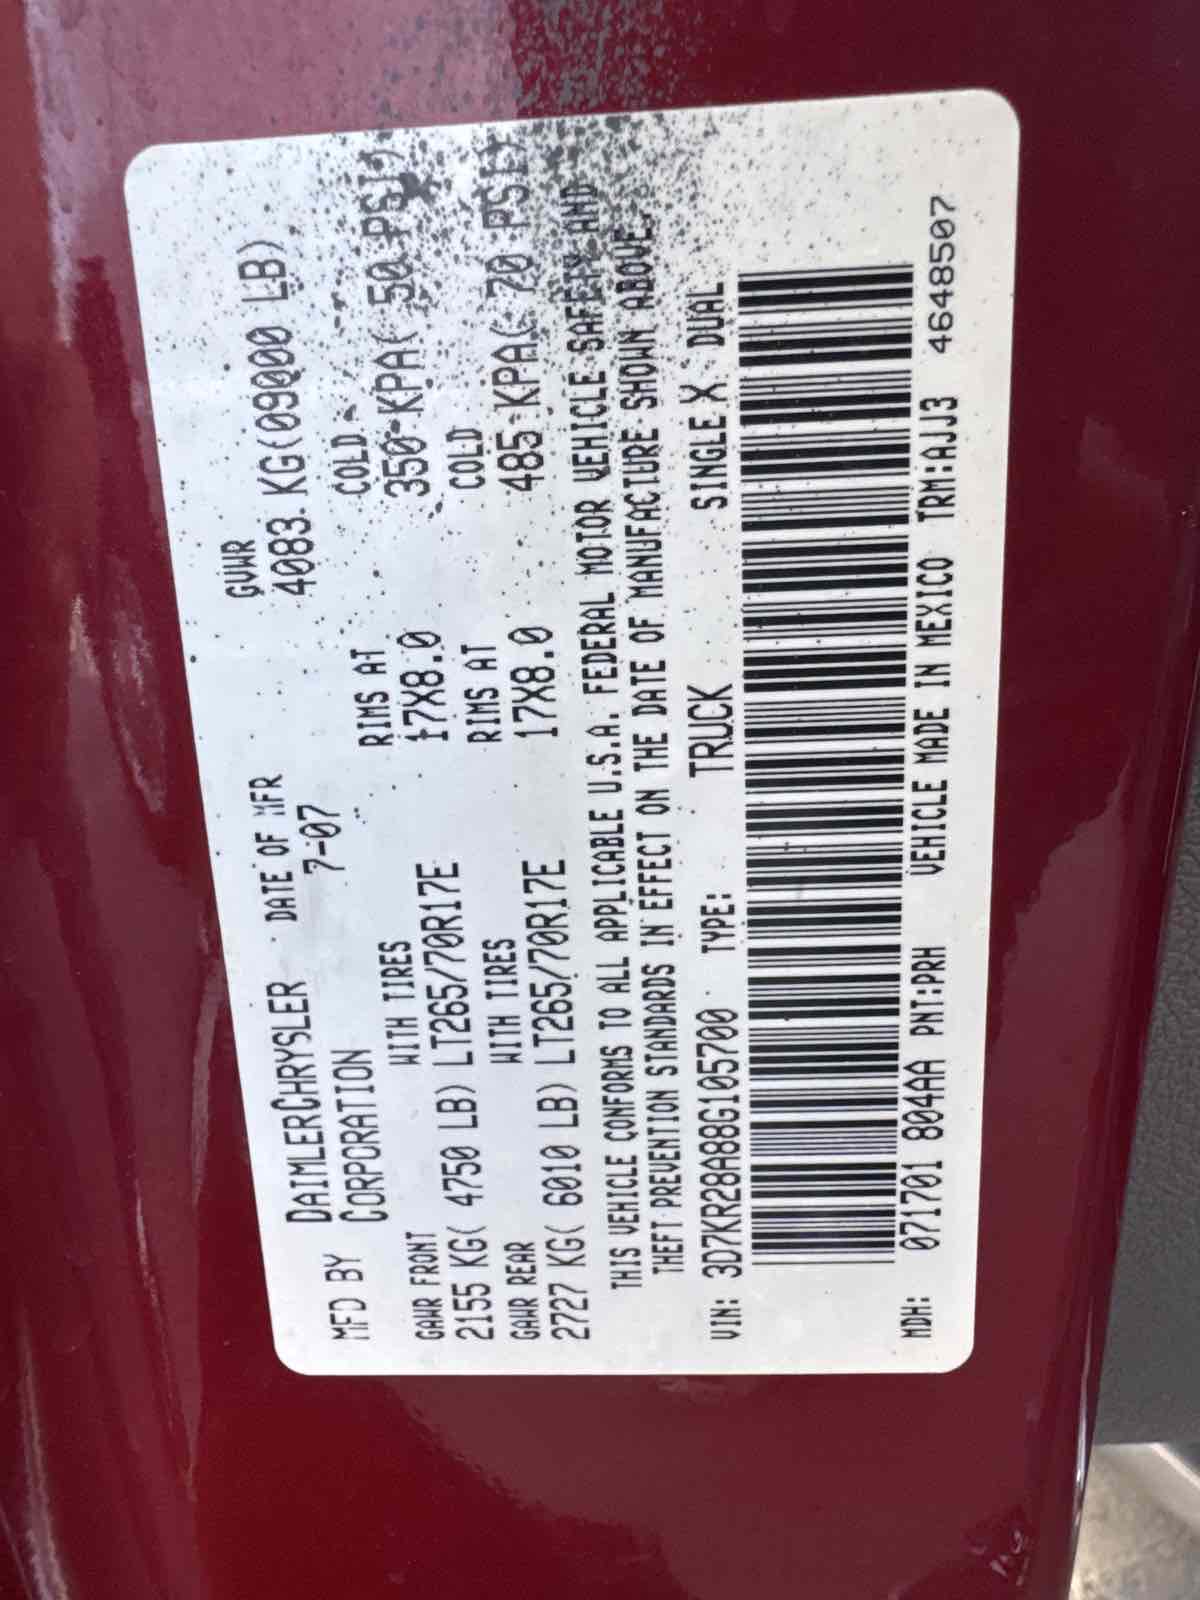 MFD BY DAIMLERCHRYSLER DATE OF MFR GVWR
CORPORATION 7-07 4083 KG(09000 LB)
GAWR FRONT WITH TIRES RIMS AT COLD
2155 KG( 4750 LB) LT265/70R17E 17X8.0 350 KPA( 50 PSI)
GAWR REAR WITH TIRES RIMS AT COLD
2727 KG( 6010 LB) LT265/70R17E 17X8.0 485 KPA( 70 PSI)
THIS VEHICLE CONFORMS TO ALL APPLICABLE U.S.A. FEDERAL MOTOR VEHICLE SAFETY AND
THEFT PREVENTION STANDARDS IN EFFECT ON THE DATE OF MANUFACTURE SHOWN ABOVE.
VIN: 3D7KR28A88G105700 TYPE: TRUCK SINGLE X DUAL
MDH: 071701 804AA PNT:PRH VEHICLE MADE IN MEXICO TRM:AJJ3 4648507